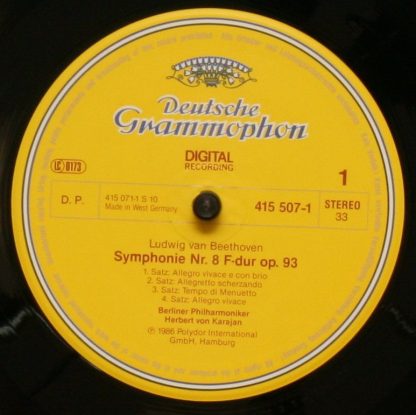 Deutsche
Grammophon
DIGITAL
RECORDING
LC 0173
1
D. P.
415 071-1 S 10
Made in West Germany
415 507-1
STEREO
33
Ludwig van Beethoven
Symphonie Nr. 8 F-dur op. 93
1. Satz: Allegro vivace e con brio
2. Satz: Allegretto scherzando
3. Satz: Tempo di Menuetto
4. Satz: Allegro vivace
Berliner Philharmoniker
Herbert von Karajan
℗ 1986 Polydor International
GmbH, Hamburg